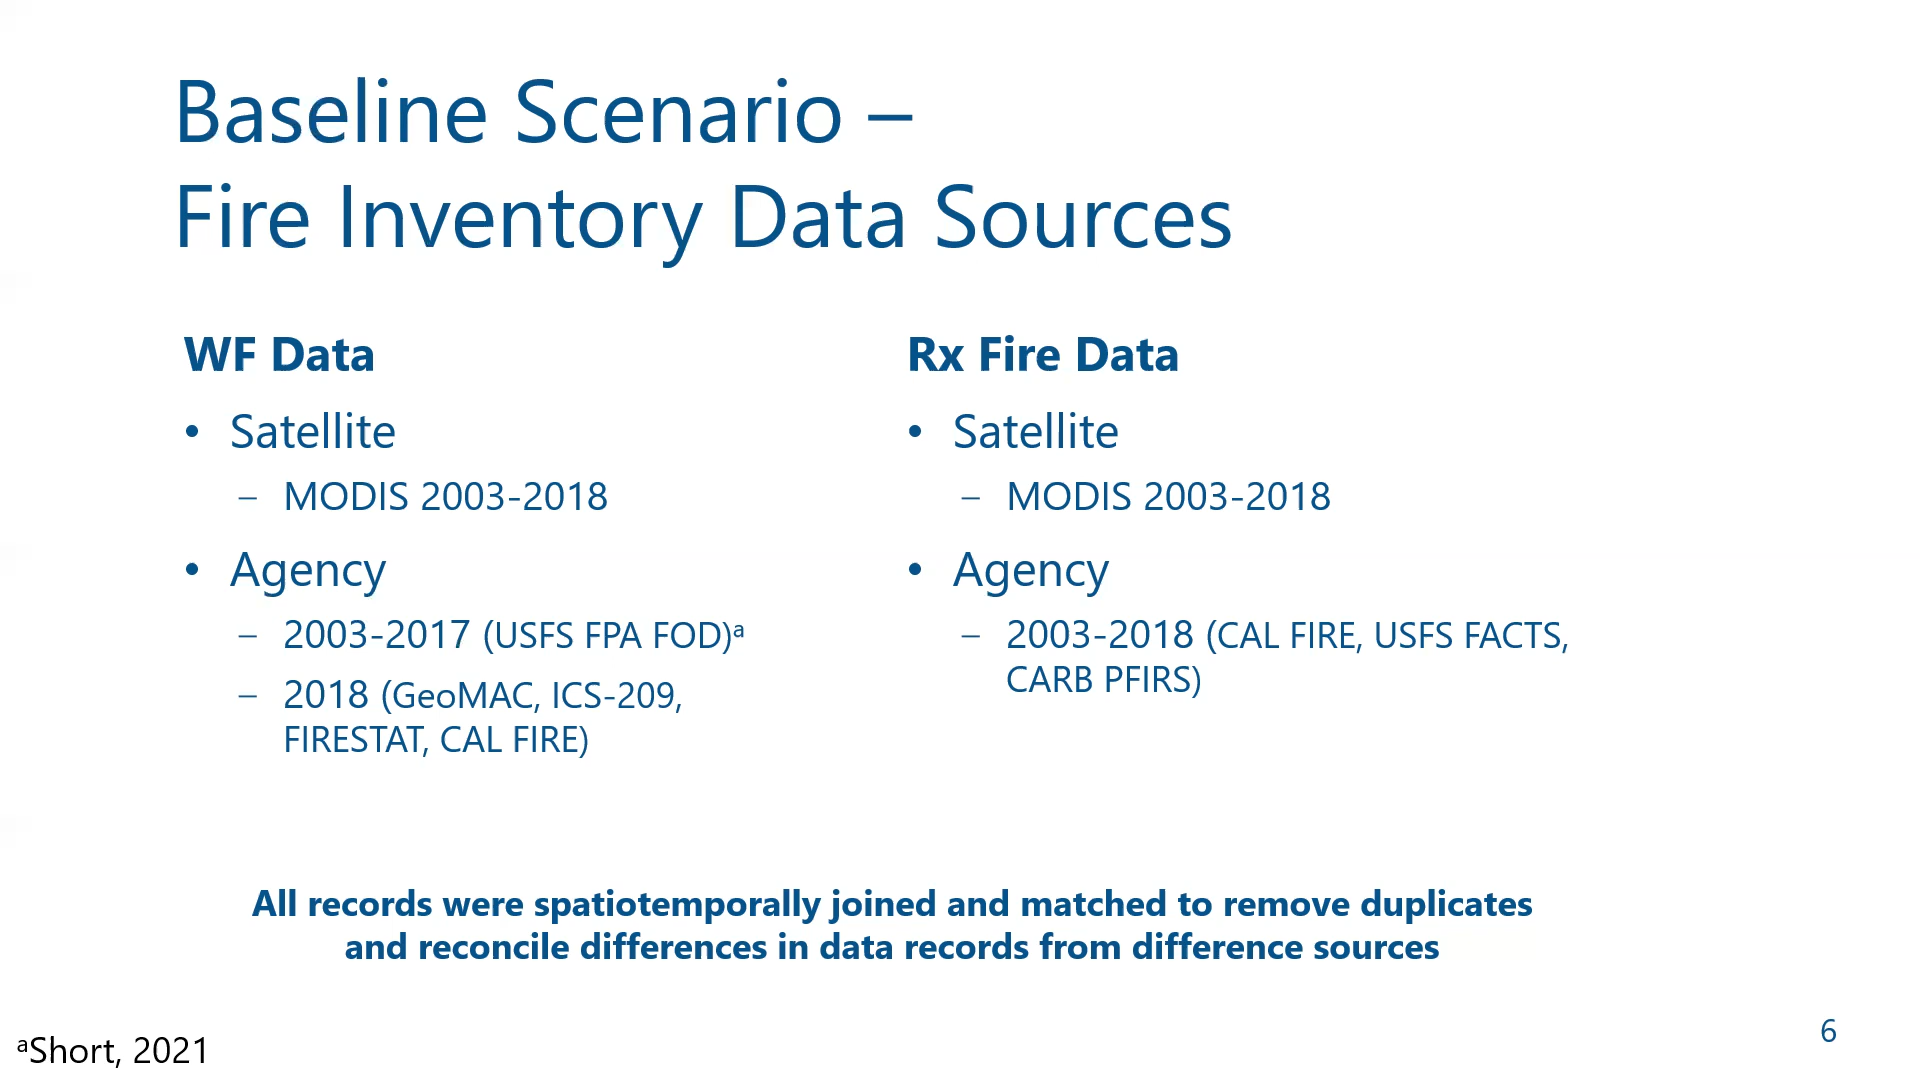 Baseline Scenario –
Fire Inventory Data Sources
WF Data
• Satellite
– MODIS 2003-2018
• Agency
– 2003-2017 (USFS FPA FOD)ᵃ
– 2018 (GeoMAC, ICS-209,
FIRESTAT, CAL FIRE)
Rx Fire Data
• Satellite
– MODIS 2003-2018
• Agency
– 2003-2018 (CAL FIRE, USFS FACTS,
CARB PFIRS)
All records were spatiotemporally joined and matched to remove duplicates
and reconcile differences in data records from difference sources
ᵃShort, 2021
6